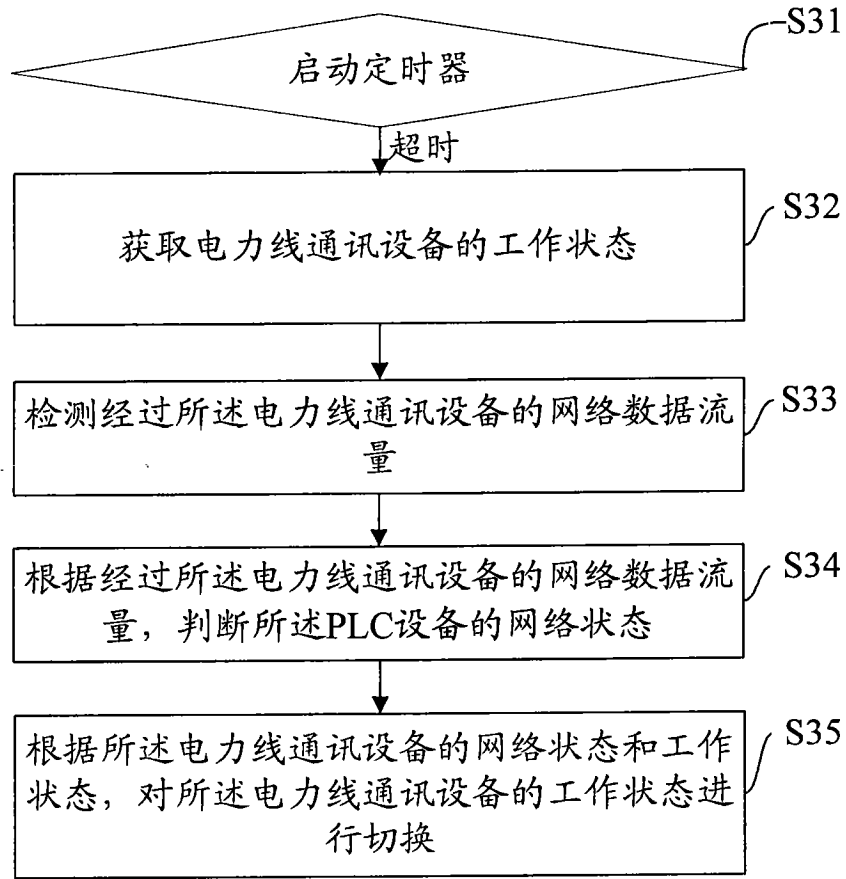 启动定时器
S31
超时
获取电力线通讯设备的工作状态
S32
检测经过所述电力线通讯设备的网络数据流
量
S33
根据经过所述电力线通讯设备的网络数据流
量，判断所述PLC设备的网络状态
S34
根据所述电力线通讯设备的网络状态和工作
状态，对所述电力线通讯设备的工作状态进
行切换
S35